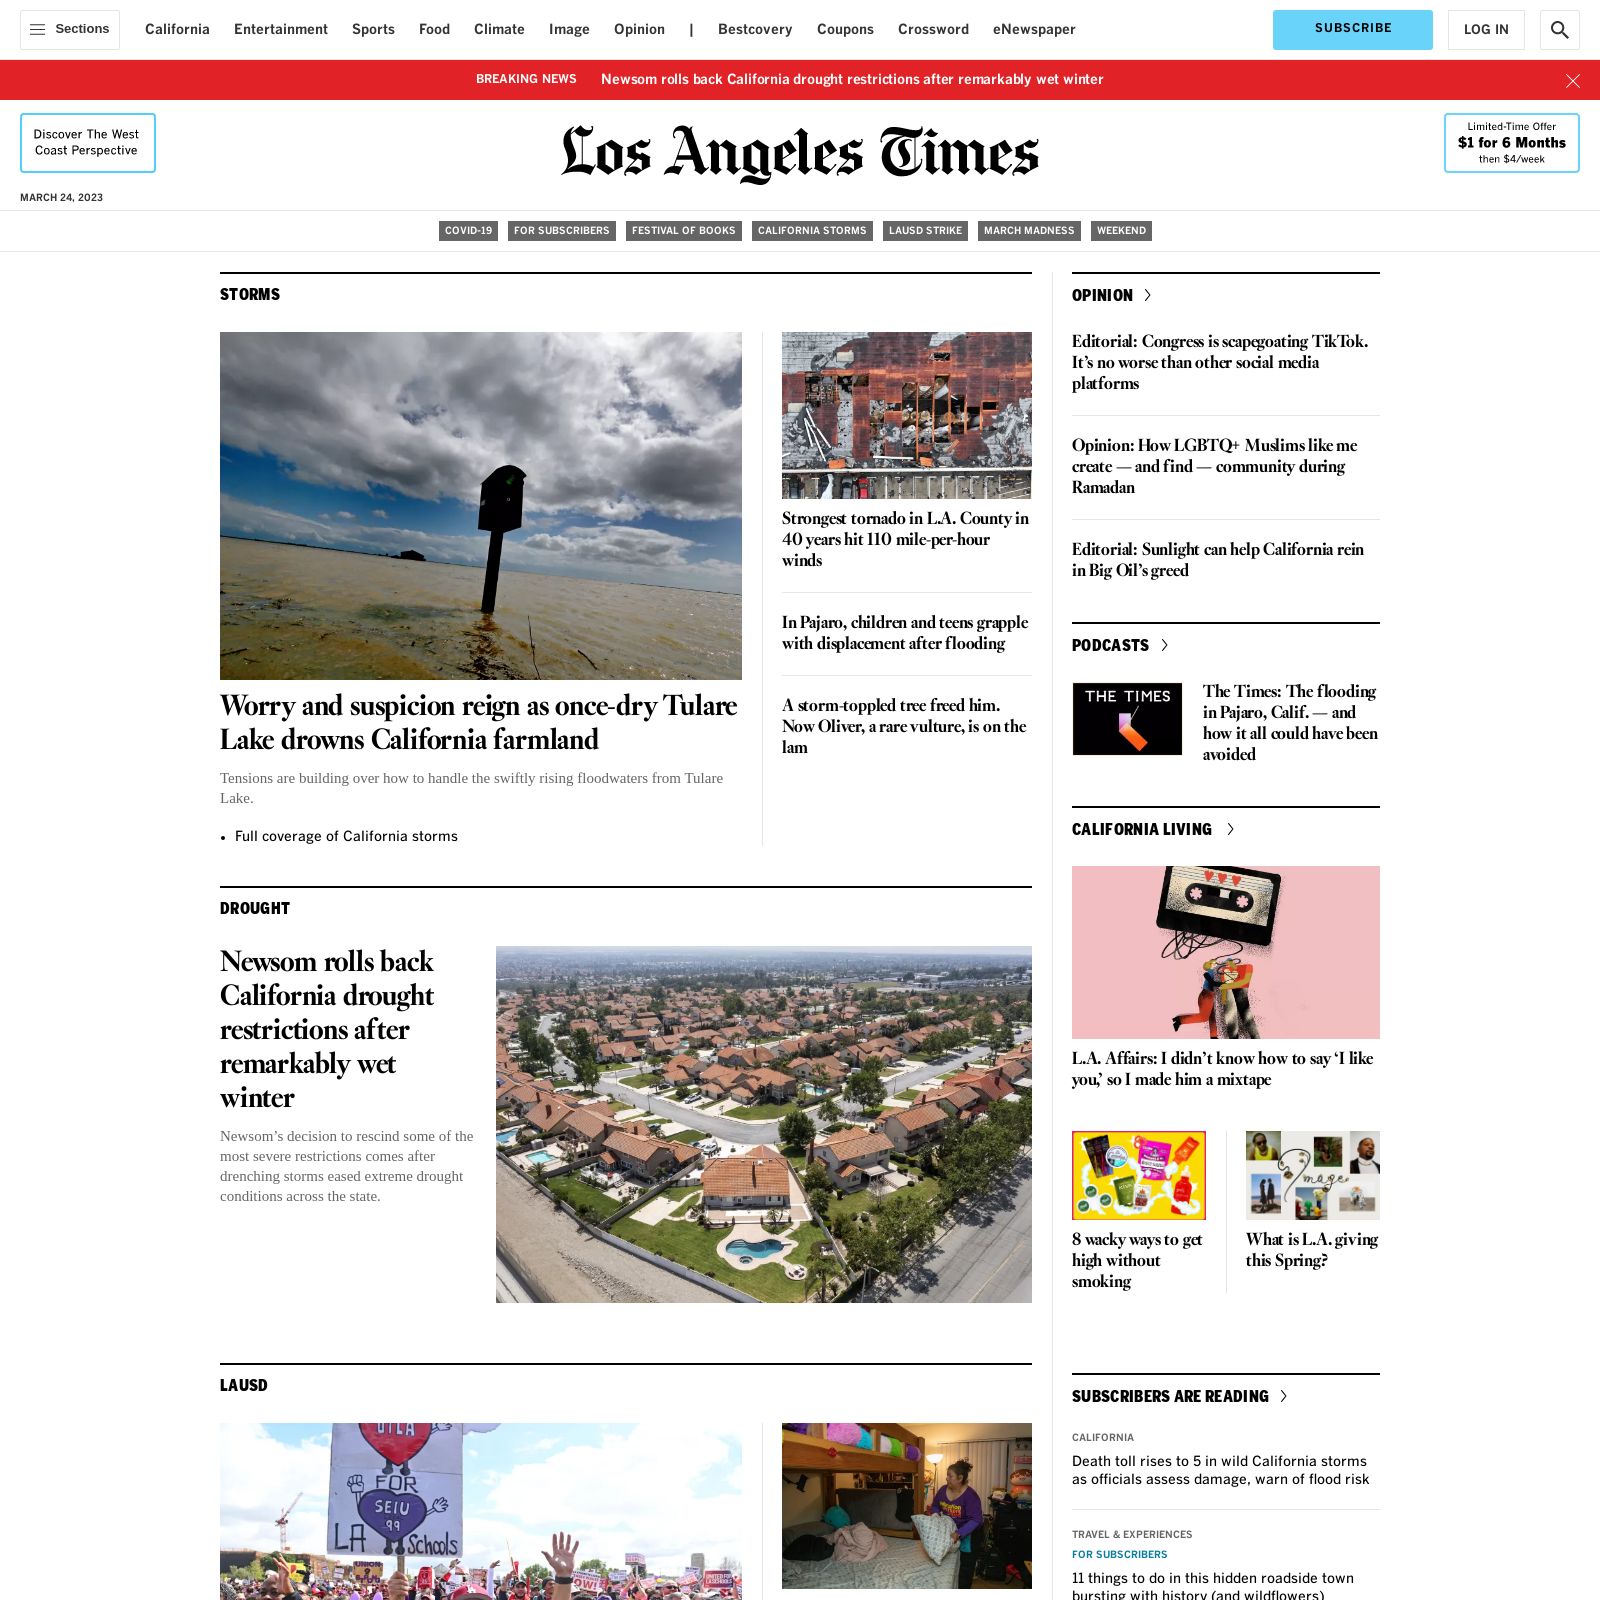 Sections
California
Entertainment
Sports
Food
Climate
Image
Opinion
|
Bestcovery
Coupons
Crossword
eNewspaper
SUBSCRIBE
LOG IN
BREAKING NEWS
Newsom rolls back California drought restrictions after remarkably wet winter
Discover The West
Coast Perspective
Los Angeles Times
Limited-Time Offer
$1 for 6 Months
then $4/week
MARCH 24, 2023
COVID-19
FOR SUBSCRIBERS
FESTIVAL OF BOOKS
CALIFORNIA STORMS
LAUSD STRIKE
MARCH MADNESS
WEEKEND
STORMS
Worry and suspicion reign as once-dry Tulare
Lake drowns California farmland
Tensions are building over how to handle the swiftly rising floodwaters from Tulare
Lake.
• Full coverage of California storms
Strongest tornado in L.A. County in
40 years hit 110 mile-per-hour
winds
In Pajaro, children and teens grapple
with displacement after flooding
A storm-toppled tree freed him.
Now Oliver, a rare vulture, is on the
lam
DROUGHT
Newsom rolls back
California drought
restrictions after
remarkably wet
winter
Newsom’s decision to rescind some of the
most severe restrictions comes after
drenching storms eased extreme drought
conditions across the state.
LAUSD
UTLA
FOR
SEIU
99
LA Schools
OPINION
Editorial: Congress is scapegoating TikTok.
It’s no worse than other social media
platforms
Opinion: How LGBTQ+ Muslims like me
create — and find — community during
Ramadan
Editorial: Sunlight can help California rein
in Big Oil’s greed
PODCASTS
THE TIMES
The Times: The flooding
in Pajaro, Calif. — and
how it all could have been
avoided
CALIFORNIA LIVING
L.A. Affairs: I didn’t know how to say ‘I like
you,’ so I made him a mixtape
8 wacky ways to get
high without
smoking
Image
What is L.A. giving
this Spring?
SUBSCRIBERS ARE READING
CALIFORNIA
Death toll rises to 5 in wild California storms
as officials assess damage, warn of flood risk
TRAVEL & EXPERIENCES
FOR SUBSCRIBERS
11 things to do in this hidden roadside town
bursting with history (and wildflowers)